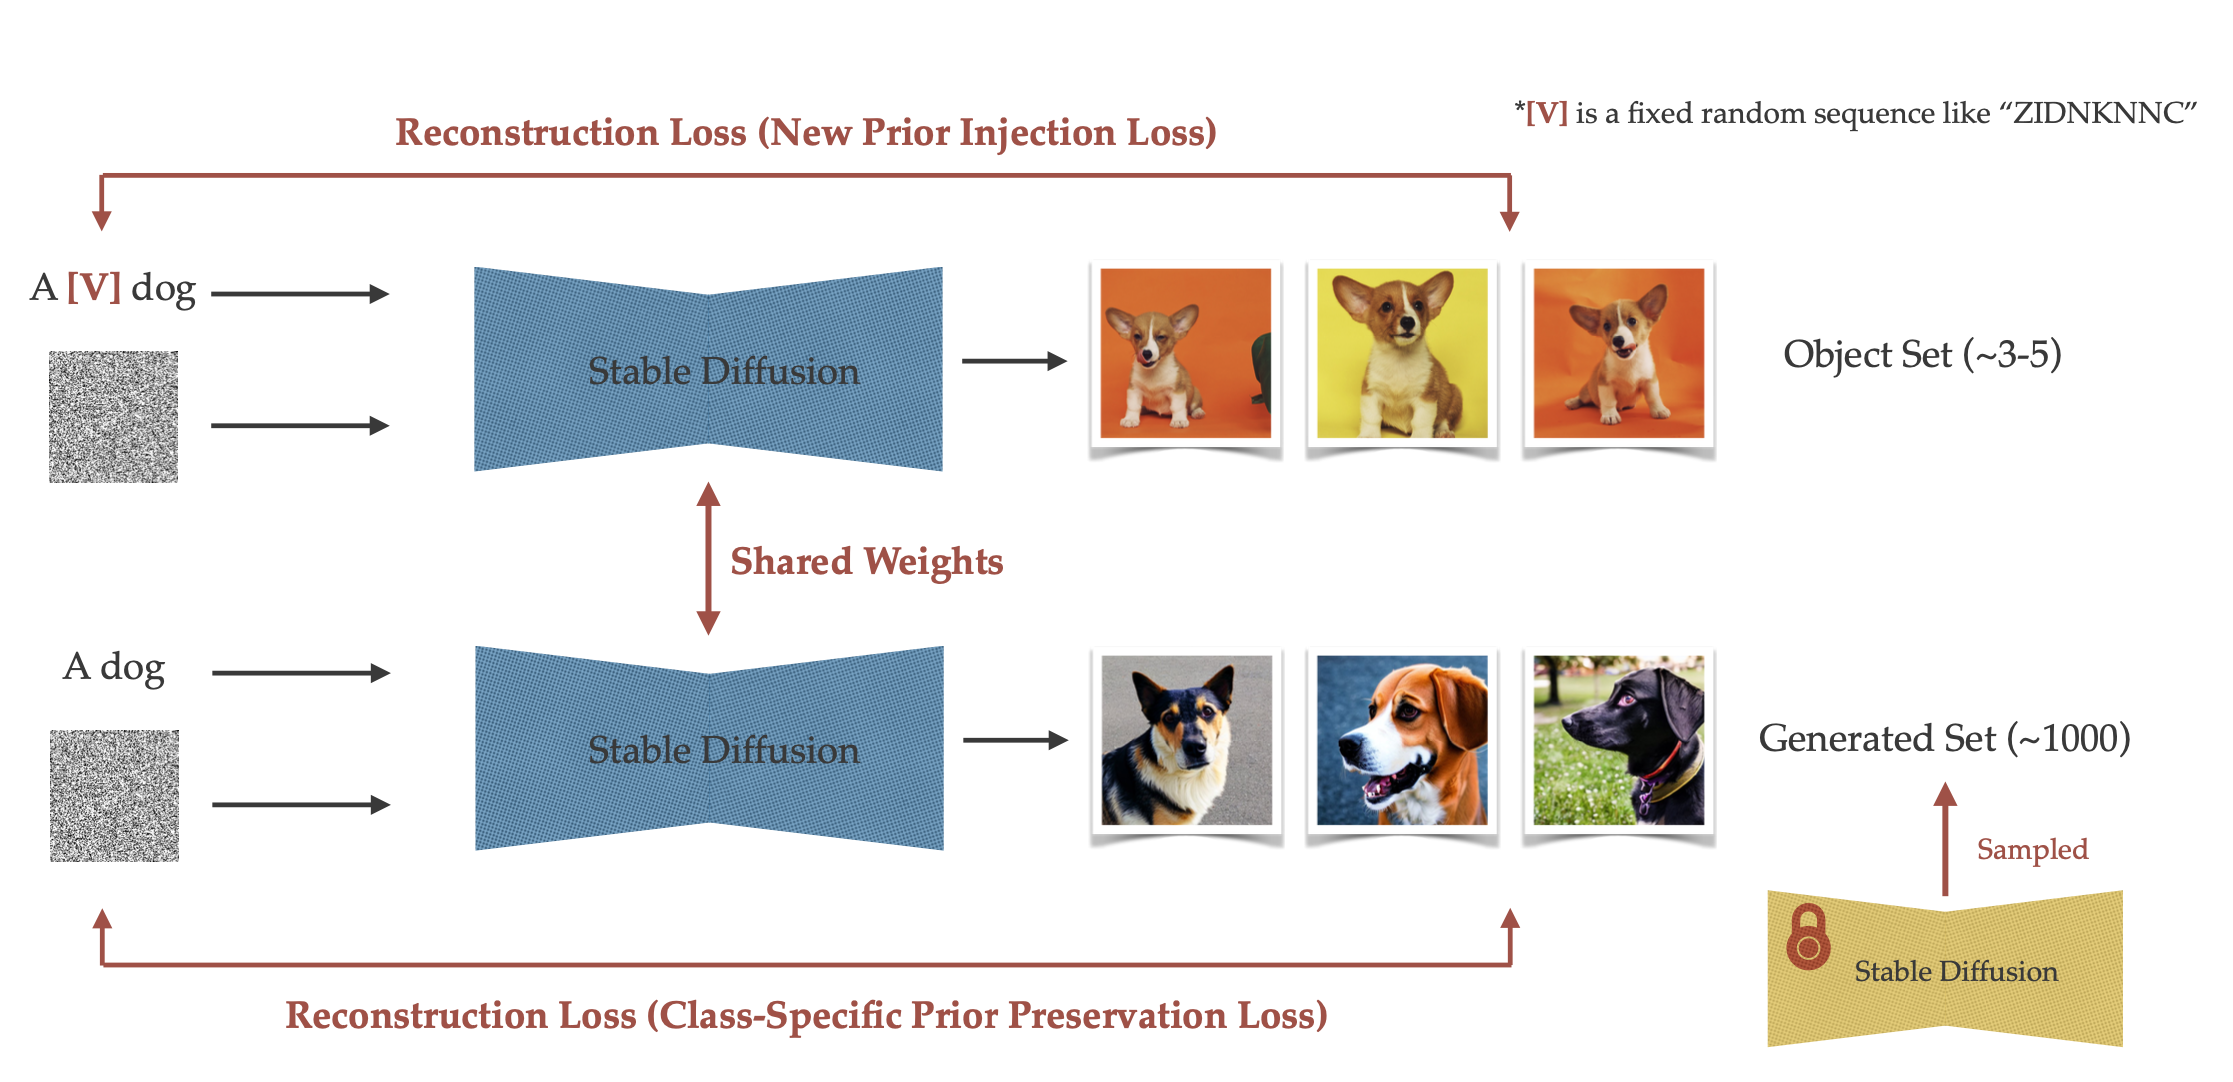 Reconstruction Loss (New Prior Injection Loss)
*[V] is a fixed random sequence like “ZIDNKNNC”
A [V] dog
Stable Diffusion
Object Set (~3-5)
Shared Weights
A dog
Stable Diffusion
Generated Set (~1000)
Sampled
Stable Diffusion
Reconstruction Loss (Class-Specific Prior Preservation Loss)